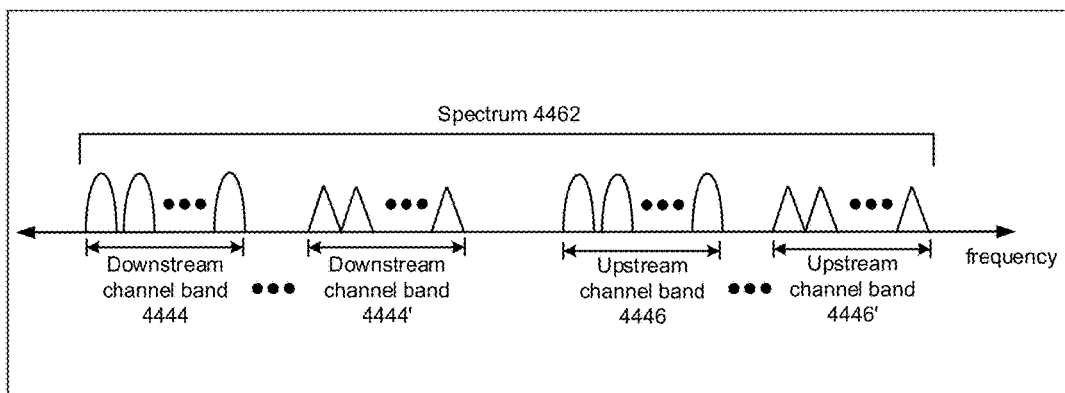 Spectrum 4462
frequency
Downstream
channel band
4444
Downstream
channel band
4444'
Upstream
channel band
4446
Upstream
channel band
4446'